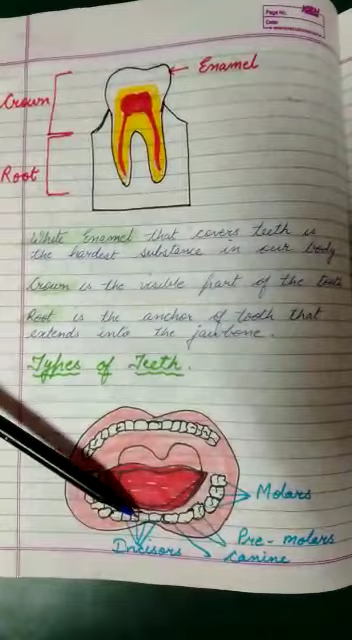 Page No.
Date:
Enamel
Crown
Root
White Enamel that covers teeth is
the hardest substance in our body
Crown is the visible part of the tooth
Root is the anchor of tooth that
extends into the jawbone.
Types of Teeth.
Molars
Pre-molars
Incisors
canine